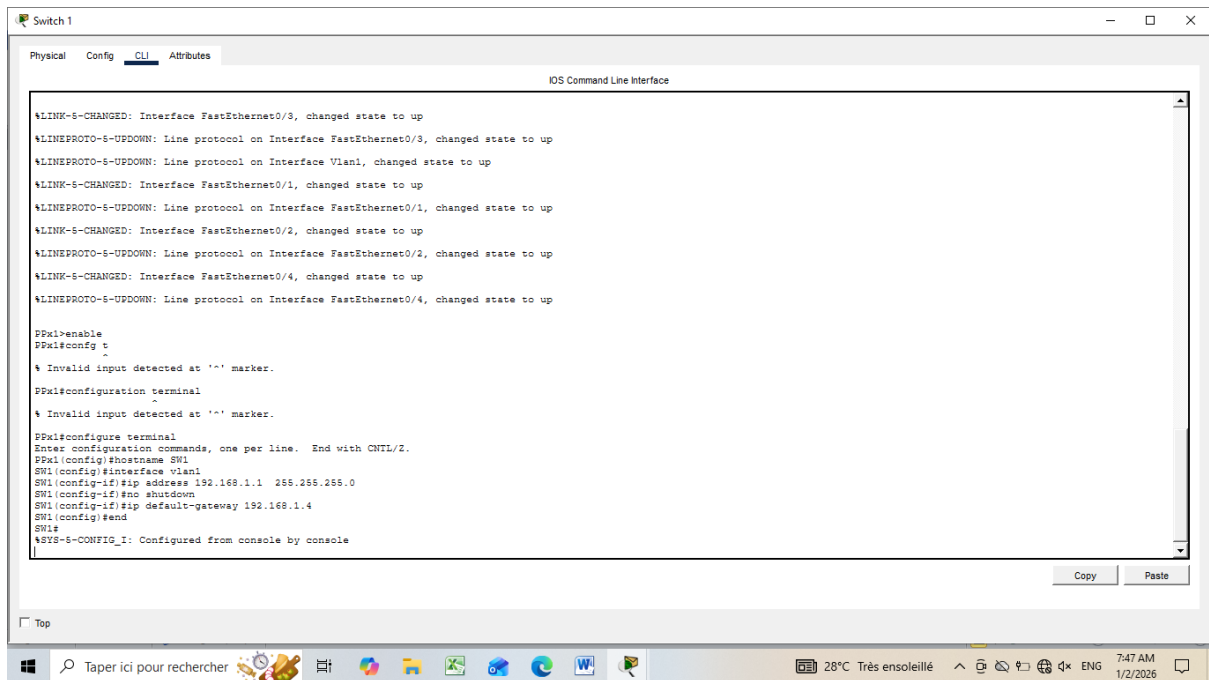 Switch 1
Physical Config CLI Attributes
IOS Command Line Interface
%LINK-5-CHANGED: Interface FastEthernet0/3, changed state to up
%LINEPROTO-5-UPDOWN: Line protocol on Interface FastEthernet0/3, changed state to up
%LINEPROTO-5-UPDOWN: Line protocol on Interface Vlan1, changed state to up
%LINK-5-CHANGED: Interface FastEthernet0/1, changed state to up
%LINEPROTO-5-UPDOWN: Line protocol on Interface FastEthernet0/1, changed state to up
%LINK-5-CHANGED: Interface FastEthernet0/2, changed state to up
%LINEPROTO-5-UPDOWN: Line protocol on Interface FastEthernet0/2, changed state to up
%LINK-5-CHANGED: Interface FastEthernet0/4, changed state to up
%LINEPROTO-5-UPDOWN: Line protocol on Interface FastEthernet0/4, changed state to up
PPx1>enable
PPx1#confg t
^
% Invalid input detected at '^' marker.
PPx1#configuration terminal
^
% Invalid input detected at '^' marker.
PPx1#configure terminal
Enter configuration commands, one per line. End with CNTL/Z.
PPx1(config)#hostname SW1
SW1(config)#interface vlan1
SW1(config-if)#ip address 192.168.1.1 255.255.255.0
SW1(config-if)#no shutdown
SW1(config-if)#ip default-gateway 192.168.1.4
SW1(config)#end
SW1#
%SYS-5-CONFIG_I: Configured from console by console
Copy Paste
Top
Taper ici pour rechercher 28°C Très ensoleillé ENG 7:47 AM
1/2/2026